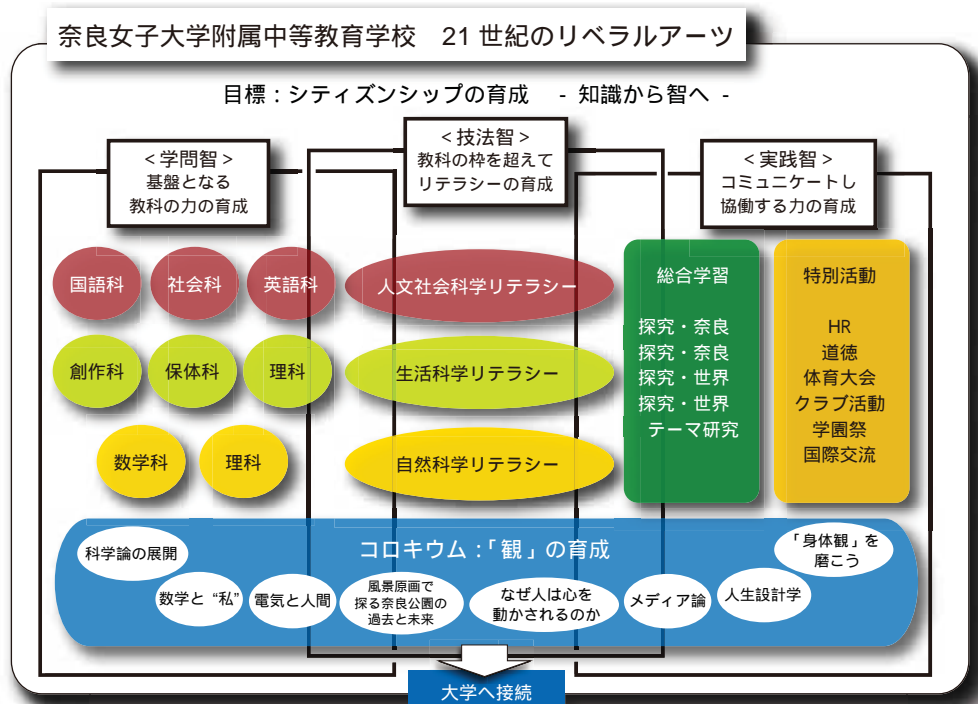 奈良女子大学附属中等教育学校　21 世紀のリベラルアーツ
目標：シティズンシップの育成　- 知識から智へ -
＜学問智＞
基盤となる
教科の力の育成
＜技法智＞
教科の枠を超えて
リテラシーの育成
＜実践智＞
コミュニケートし
協働する力の育成
国語科
社会科
英語科
人文社会科学リテラシー
創作科
保体科
理科
生活科学リテラシー
数学科
理科
自然科学リテラシー
総合学習
探究・奈良
探究・奈良
探究・世界
探究・世界
テーマ研究
特別活動
HR
道徳
体育大会
クラブ活動
学園祭
国際交流
コロキウム：「観」の育成
科学論の展開
数学と “私”
電気と人間
風景原画で
探る奈良公園の
過去と未来
なぜ人は心を
動かされるのか
メディア論
人生設計学
「身体観」を
磨こう
大学へ接続